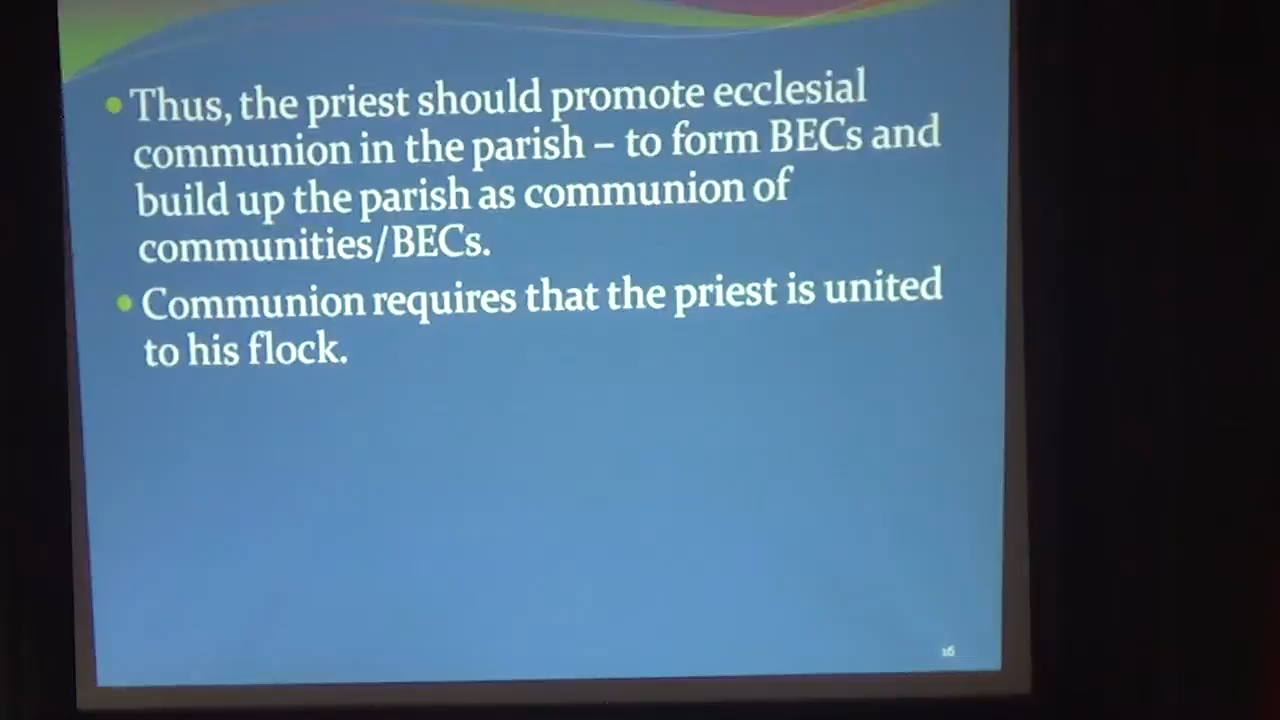 • Thus, the priest should promote ecclesial
communion in the parish – to form BECs and
build up the parish as communion of
communities/BECs.
• Communion requires that the priest is united
to his flock.
16